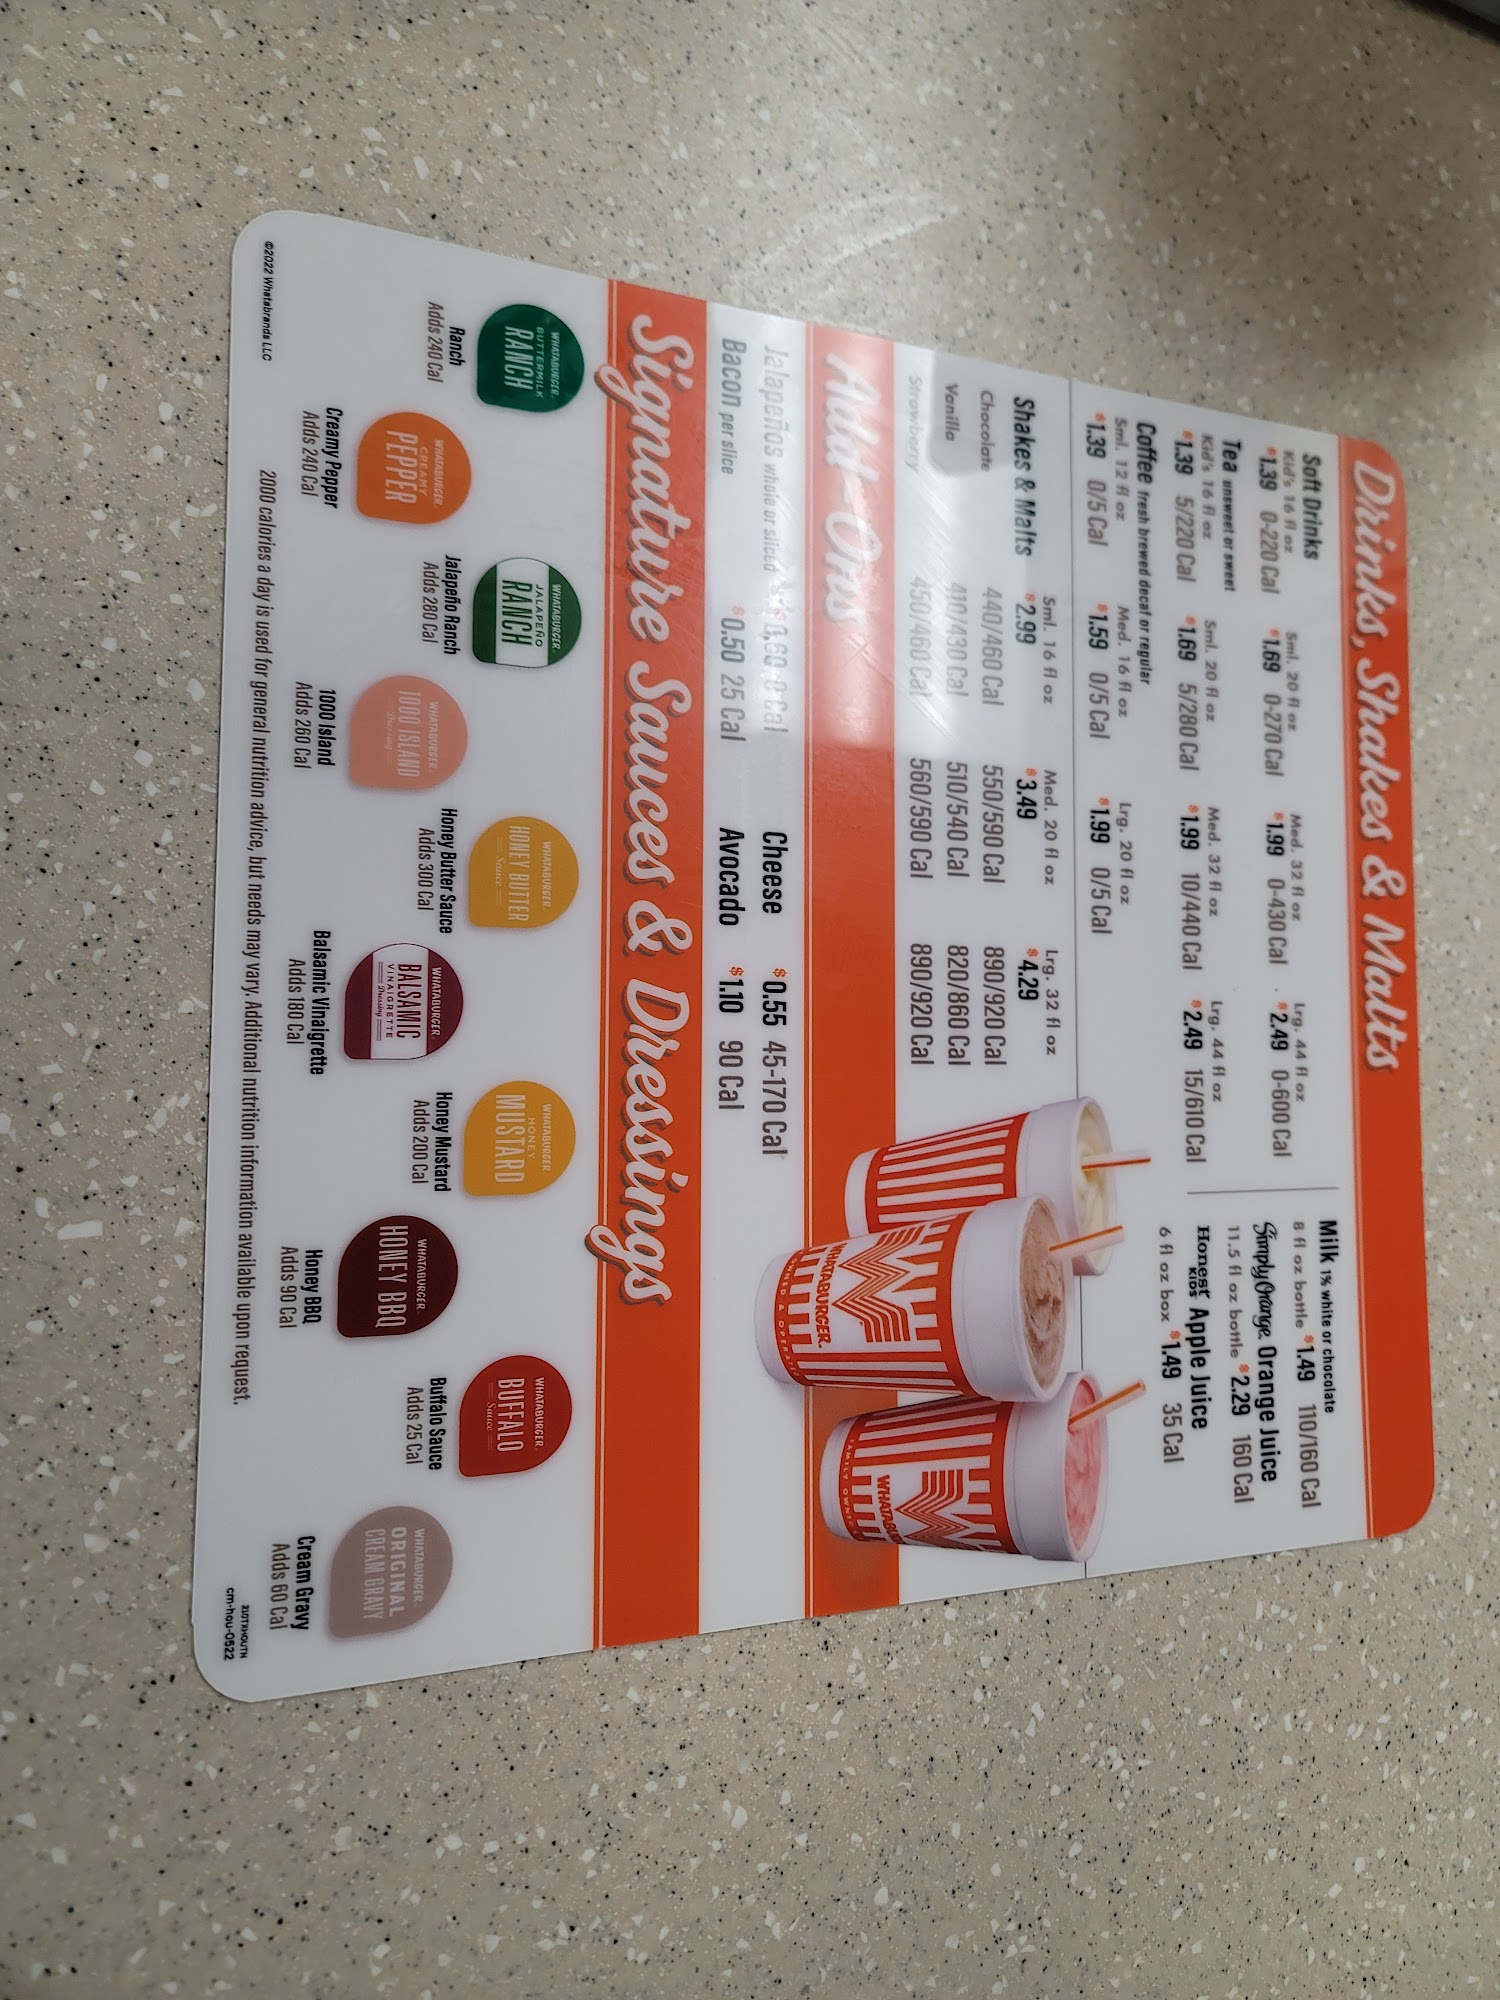 Drinks, Shakes & Malts
Soft Drinks
Kid's 16 fl oz Sml. 20 fl oz Med. 32 fl oz Lrg. 44 fl oz
$1.39 0-220 Cal $1.69 0-270 Cal $1.99 0-430 Cal $2.49 0-600 Cal
Tea unsweet or sweet
Kid's 16 fl oz Sml. 20 fl oz Med. 32 fl oz Lrg. 44 fl oz
$1.39 5/220 Cal $1.69 5/280 Cal $1.99 10/440 Cal $2.49 15/610 Cal
Milk 1% white or chocolate
8 fl oz bottle $1.49 110/160 Cal
Simply Orange. Orange Juice
11.5 fl oz bottle $2.29 160 Cal
Honest KIDS Apple Juice
6 fl oz box $1.49 35 Cal
Coffee fresh brewed decaf or regular
Sml. 12 fl oz Med. 16 fl oz Lrg. 20 fl oz
$1.39 0/5 Cal $1.59 0/5 Cal $1.99 0/5 Cal
Sml. 16 fl oz Med. 20 fl oz Lrg. 32 fl oz
Shakes & Malts $2.99 $3.49 $4.29
Chocolate 440/460 Cal 550/590 Cal 890/920 Cal
Vanilla 410/430 Cal 510/540 Cal 820/860 Cal
Strawberry 450/460 Cal 560/590 Cal 890/920 Cal
WHATABURGER.
Add-Ons
Jalapeños whole or sliced 0 Cal Cheese $0.55 45-170 Cal
Bacon per slice $0.50 25 Cal Avocado $1.10 90 Cal
Signature Sauces & Dressings
WHATABURGER. BUTTERMILK RANCH
Ranch
Adds 240 Cal
WHATABURGER. CREAMY PEPPER
Creamy Pepper
Adds 240 Cal
WHATABURGER. JALAPEÑO RANCH
Jalapeño Ranch
Adds 280 Cal
WHATABURGER. 1000 ISLAND Dressing
1000 Island
Adds 260 Cal
WHATABURGER. HONEY BUTTER Sauce
Honey Butter Sauce
Adds 300 Cal
WHATABURGER. BALSAMIC VINAIGRETTE Dressing
Balsamic Vinaigrette
Adds 180 Cal
WHATABURGER. HONEY MUSTARD
Honey Mustard
Adds 200 Cal
WHATABURGER. HONEY BBQ
Honey BBQ
Adds 90 Cal
WHATABURGER. BUFFALO Sauce
Buffalo Sauce
Adds 25 Cal
WHATABURGER. ORIGINAL CREAM GRAVY
Cream Gravy
Adds 60 Cal
2000 calories a day is used for general nutrition advice, but needs may vary. Additional nutrition information available upon request.
©2022 Whatabrands LLC
cm-hou-0522